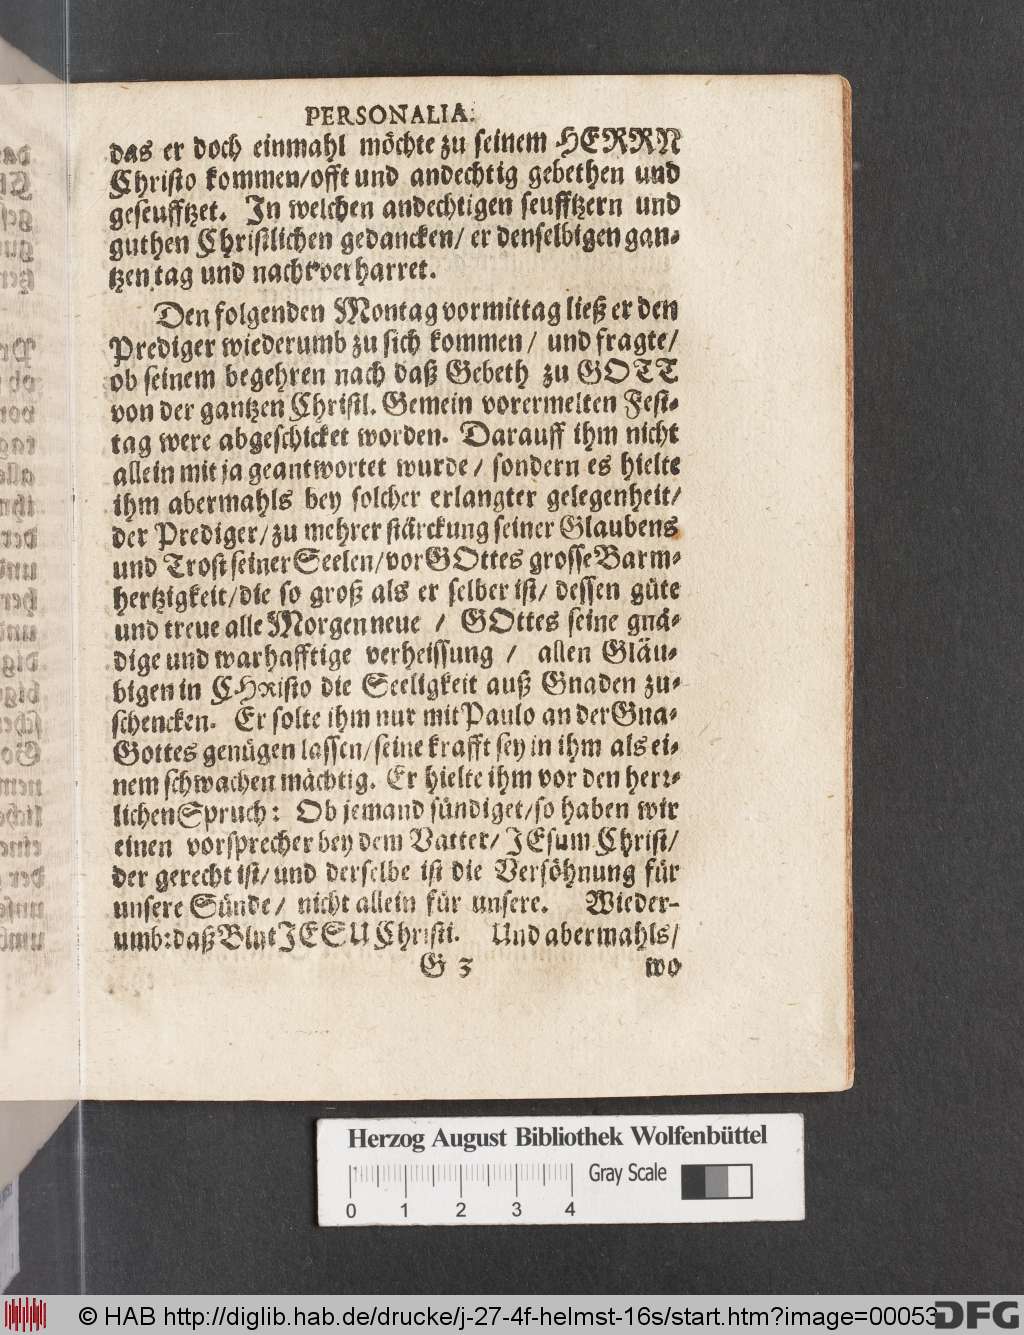 PERSONALIA.
das er doch einmahl möchte zu seinem HERRN
Christo kommen/offt und andechtig gebethen und
geseufftzet. In welchen andechtigen seufftzern und
guthen Christlichen gedancken/ er denselbigen gan-
tzen tag und nacht verharret.
Den folgenden Montag vormittag ließ er den
Prediger wiederumb zu sich kommen/ und fragte/
ob seinem begehren nach daß Gebeth zu GOTT
von der gantzen Christl. Gemein vorermelten Fest-
tag were abgeschicket worden. Darauff ihm nicht
allein mit ja geantwortet wurde/ sondern es hielte
ihm abermahls bey solcher erlangter gelegenheit/
der Prediger/zu mehrer stärckung seiner Glaubens
und Trost seiner Seelen/vor GOttes grosse Barm-
hertzigkeit/die so groß als er selber ist/ dessen güte
und treue alle Morgen neue / GOttes seine gnä-
dige und warhafftige verheissung / allen Gläu-
bigen in CHristo die Seeligkeit auß Gnaden zu-
schencken. Er solte ihm nur mit Paulo an der Gna-
Gottes genügen lassen/seine krafft sey in ihm als ei-
nem schwachen mächtig. Er hielte ihm vor den herr-
lichen Spruch: Ob jemand sündiget/so haben wir
einen vorsprecher bey dem Vatter/ JEsum Christ/
der gerecht ist/und derselbe ist die Versöhnung für
unsere Sünde/ nicht allein für unsere. Wieder-
umb: daß Blut JESU Christi. Und abermahls/
G 3 wo
Herzog August Bibliothek Wolfenbüttel
Gray Scale
0 1 2 3 4
© HAB http://diglib.hab.de/drucke/j-27-4f-helmst-16s/start.htm?image=00053
DFG